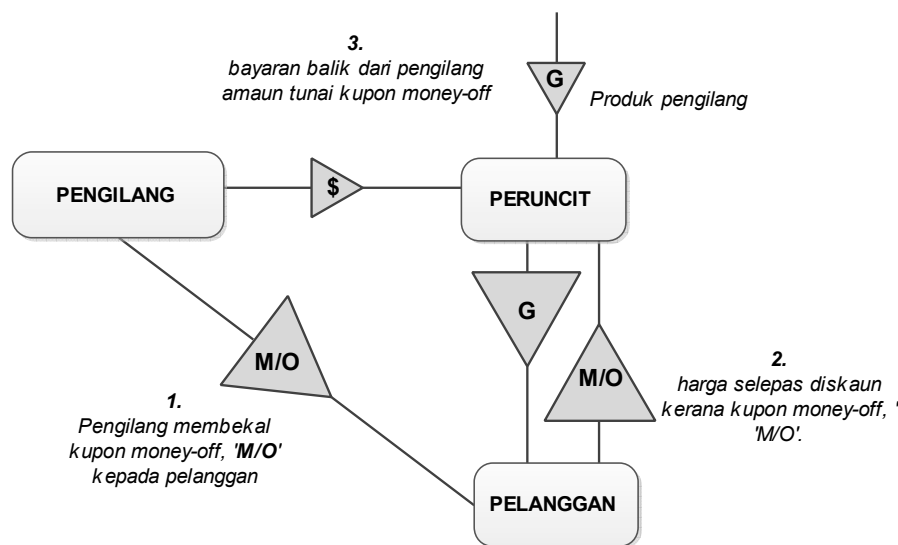 3.
bayaran balik dari pengilang
amaun tunai kupon money-off
G
Produk pengilang
PENGILANG
$
PERUNCIT
G
M/O
M/O
2.
harga selepas diskaun
kerana kupon money-off, '
'M/O'.
1.
Pengilang membekal
kupon money-off, 'M/O'
kepada pelanggan
PELANGGAN